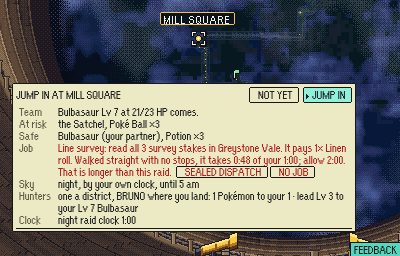 MILL SQUARE
JUMP IN AT MILL SQUARE
NOT YET
JUMP IN
Team Bulbasaur Lv 7 at 21/23 HP comes.
At risk the Satchel, Poké Ball ×3
Safe Bulbasaur (your partner), Potion ×3
Job Line survey: read all 3 survey stakes in Greystone Vale. It pays 1× Linen
roll. Walked straight with no stops, it takes 0:48 of your 1:00; allow 2:00.
That is longer than this raid. SEALED DISPATCH NO JOB
Sky night, by your own clock, until 5 am
Hunters one a district, BRUNO where you land: 1 Pokémon to your 1 · lead Lv 3 to
your Lv 7 Bulbasaur
Clock night raid clock 1:00
FEEDBACK